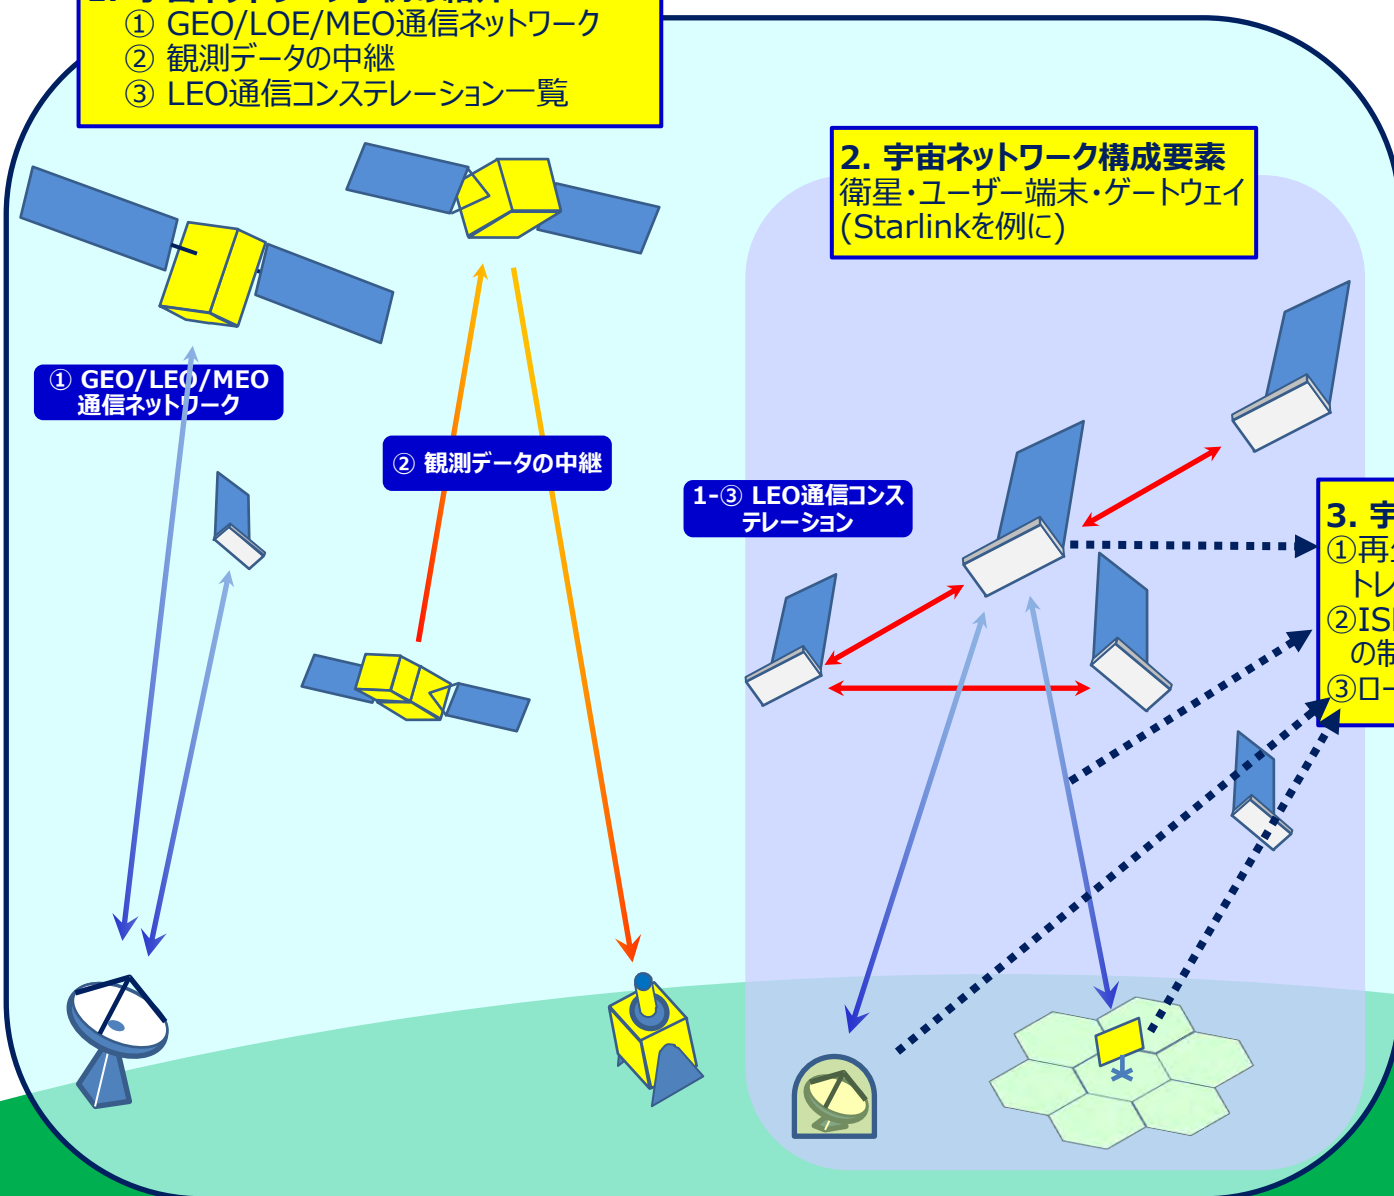 ① GEO/LOE/MEO通信ネットワーク
② 観測データの中継
③ LEO通信コンステレーション一覧
2. 宇宙ネットワーク構成要素
衛星・ユーザー端末・ゲートウェイ
(Starlinkを例に)
① GEO/LEO/MEO
通信ネットワーク
② 観測データの中継
1-③ LEO通信コンス
テレーション
3. 宇
①再
トレ
②IS
の制
③ロー